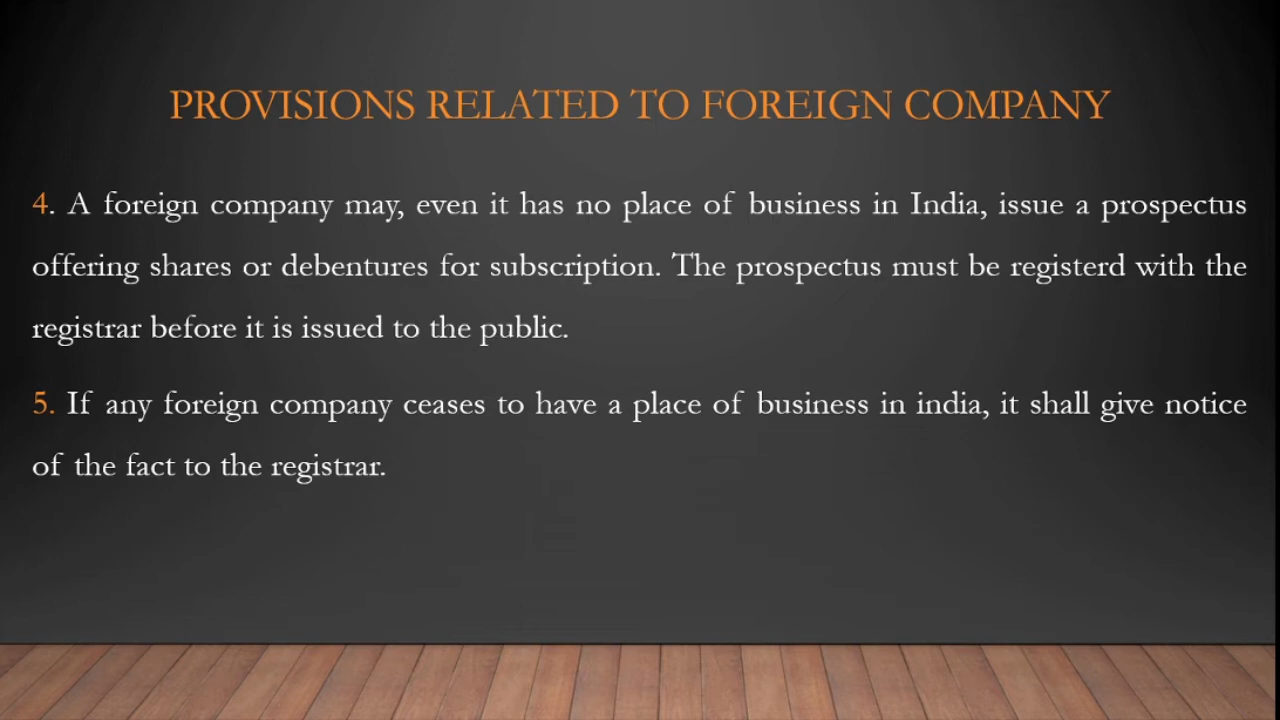 PROVISIONS RELATED TO FOREIGN COMPANY
4. A foreign company may, even it has no place of business in India, issue a prospectus
offering shares or debentures for subscription. The prospectus must be registerd with the
registrar before it is issued to the public.
5. If any foreign company ceases to have a place of business in india, it shall give notice
of the fact to the registrar.